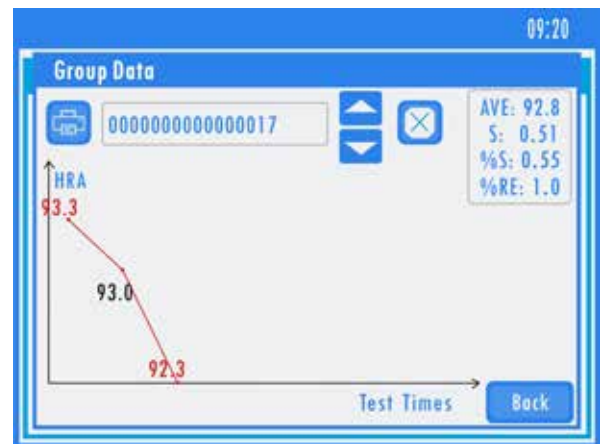 09:20
Group Data
0000000000000017
AVE: 92.8
S: 0.51
%S: 0.55
%RE: 1.0
HRA
93.3
93.0
92.3
Test Times
Back